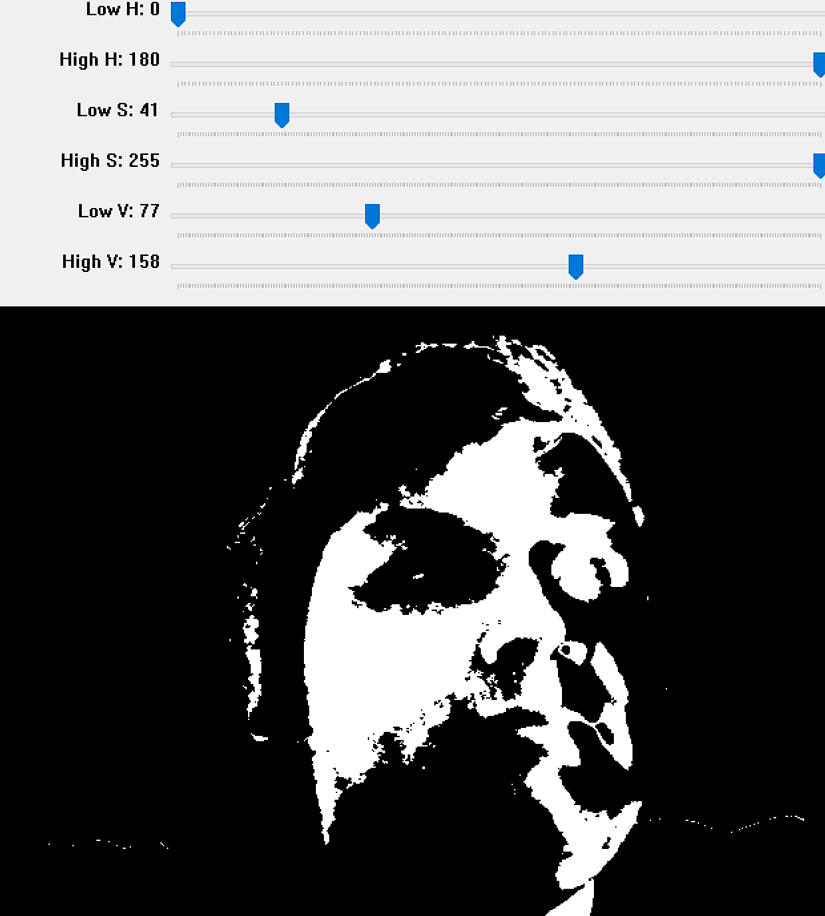 Low H: 0
High H: 180
Low S: 41
High S: 255
Low V: 77
High V: 158